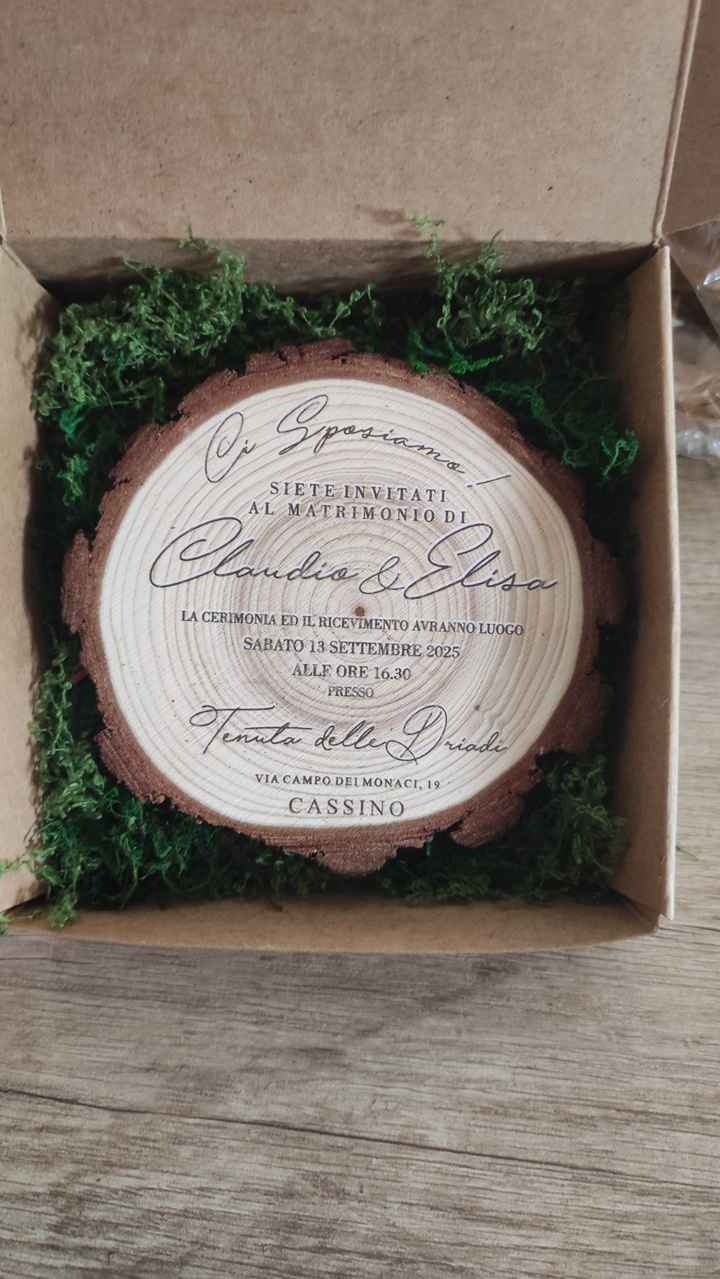 Ci Sposiamo!
SIETE INVITATI
AL MATRIMONIO DI
Claudio & Elisa
LA CERIMONIA ED IL RICEVIMENTO AVRANNO LUOGO
SABATO 13 SETTEMBRE 2025
ALLE ORE 16.30
PRESSO
Tenuta delle Driadi
VIA CAMPO DEI MONACI, 19
CASSINO